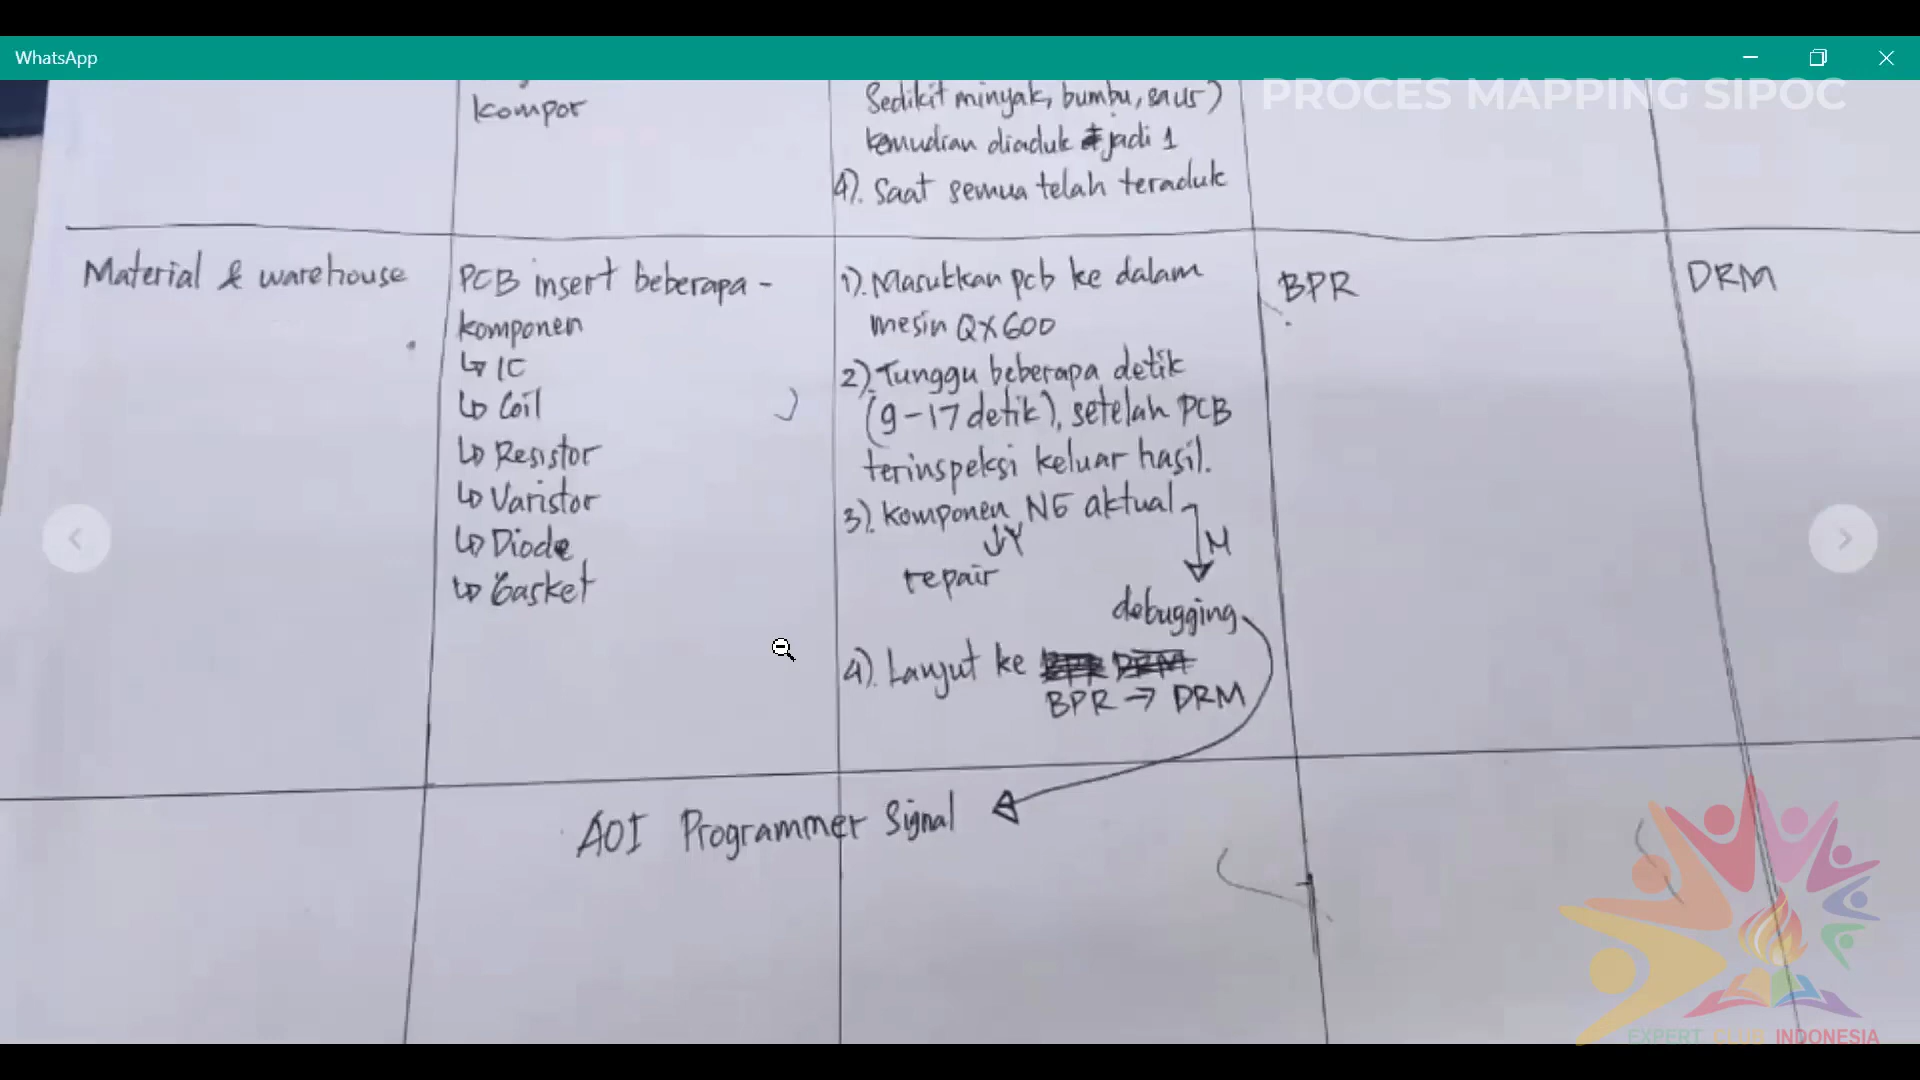 WhatsApp
PROCES MAPPING SIPOC
kompor
Sedikit minyak, bumbu, saus)
kemudian diaduk jadi 1
4). Saat semua telah teraduk
Material & warehouse
PCB insert beberapa -
komponen
↳ IC
↳ Coil
↳ Resistor
↳ Varistor
↳ Diode
↳ Gasket
1). Masukkan pcb ke dalam
mesin QX600
2). Tunggu beberapa detik
(9-17 detik), setelah PCB
terinspeksi keluar hasil.
3). Komponen NG aktual
↓Y
N
repair
debugging
4). Lanjut ke BPR DRM
BPR → DRM
BPR
DRM
AOI Programmer Signal
EXPERT CLUB INDONESIA